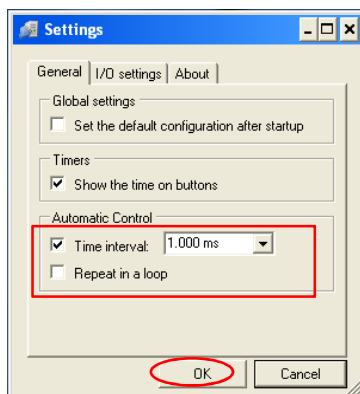 Settings
General I/O settings About
Global settings
Set the default configuration after startup
Timers
Show the time on buttons
Automatic Control
Time interval: 1.000 ms
Repeat in a loop
OK Cancel